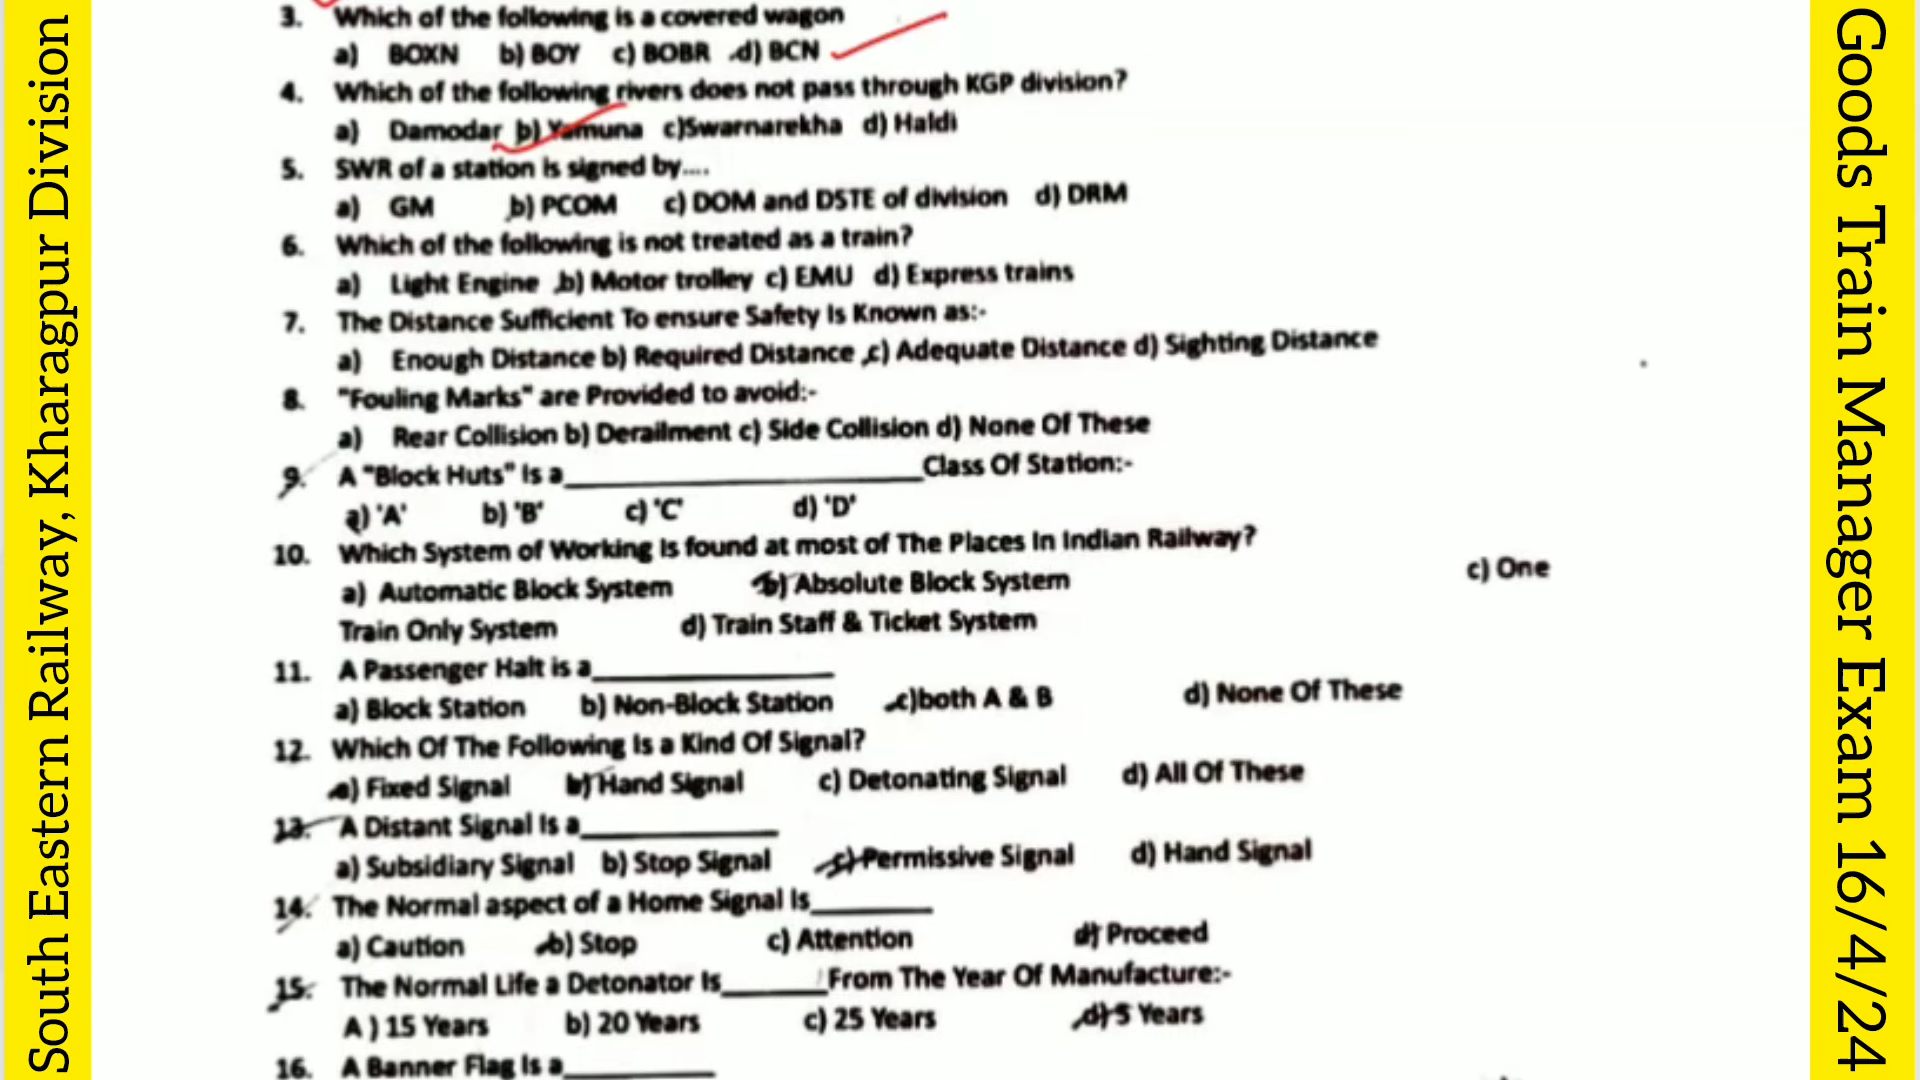 South Eastern Railway, Kharagpur Division
3. Which of the following is a covered wagon
a) BOXN b) BOY c) BOBR d) BCN
4. Which of the following rivers does not pass through KGP division?
a) Damodar b) Yamuna c)Swarnarekha d) Haldi
5. SWR of a station is signed by....
a) GM b) PCOM c) DOM and DSTE of division d) DRM
6. Which of the following is not treated as a train?
a) Light Engine b) Motor trolley c) EMU d) Express trains
7. The Distance Sufficient To ensure Safety Is Known as:-
a) Enough Distance b) Required Distance c) Adequate Distance d) Sighting Distance
8. "Fouling Marks" are Provided to avoid:-
a) Rear Collision b) Derailment c) Side Collision d) None Of These
9. A "Block Huts" Is a__________Class Of Station:-
a) 'A' b) 'B' c) 'C' d) 'D'
10. Which System of Working Is found at most of The Places In Indian Railway?
a) Automatic Block System b) Absolute Block System c) One
Train Only System d) Train Staff & Ticket System
11. A Passenger Halt is a__________
a) Block Station b) Non-Block Station c)both A & B d) None Of These
12. Which Of The Following Is a Kind Of Signal?
a) Fixed Signal b) Hand Signal c) Detonating Signal d) All Of These
13. A Distant Signal Is a__________
a) Subsidiary Signal b) Stop Signal c) Permissive Signal d) Hand Signal
14. The Normal aspect of a Home Signal Is______
a) Caution b) Stop c) Attention d) Proceed
15. The Normal Life a Detonator Is_____From The Year Of Manufacture:-
A ) 15 Years b) 20 Years c) 25 Years d) 5 Years
16. A Banner Flag Is a_______
Goods Train Manager Exam 16/4/24